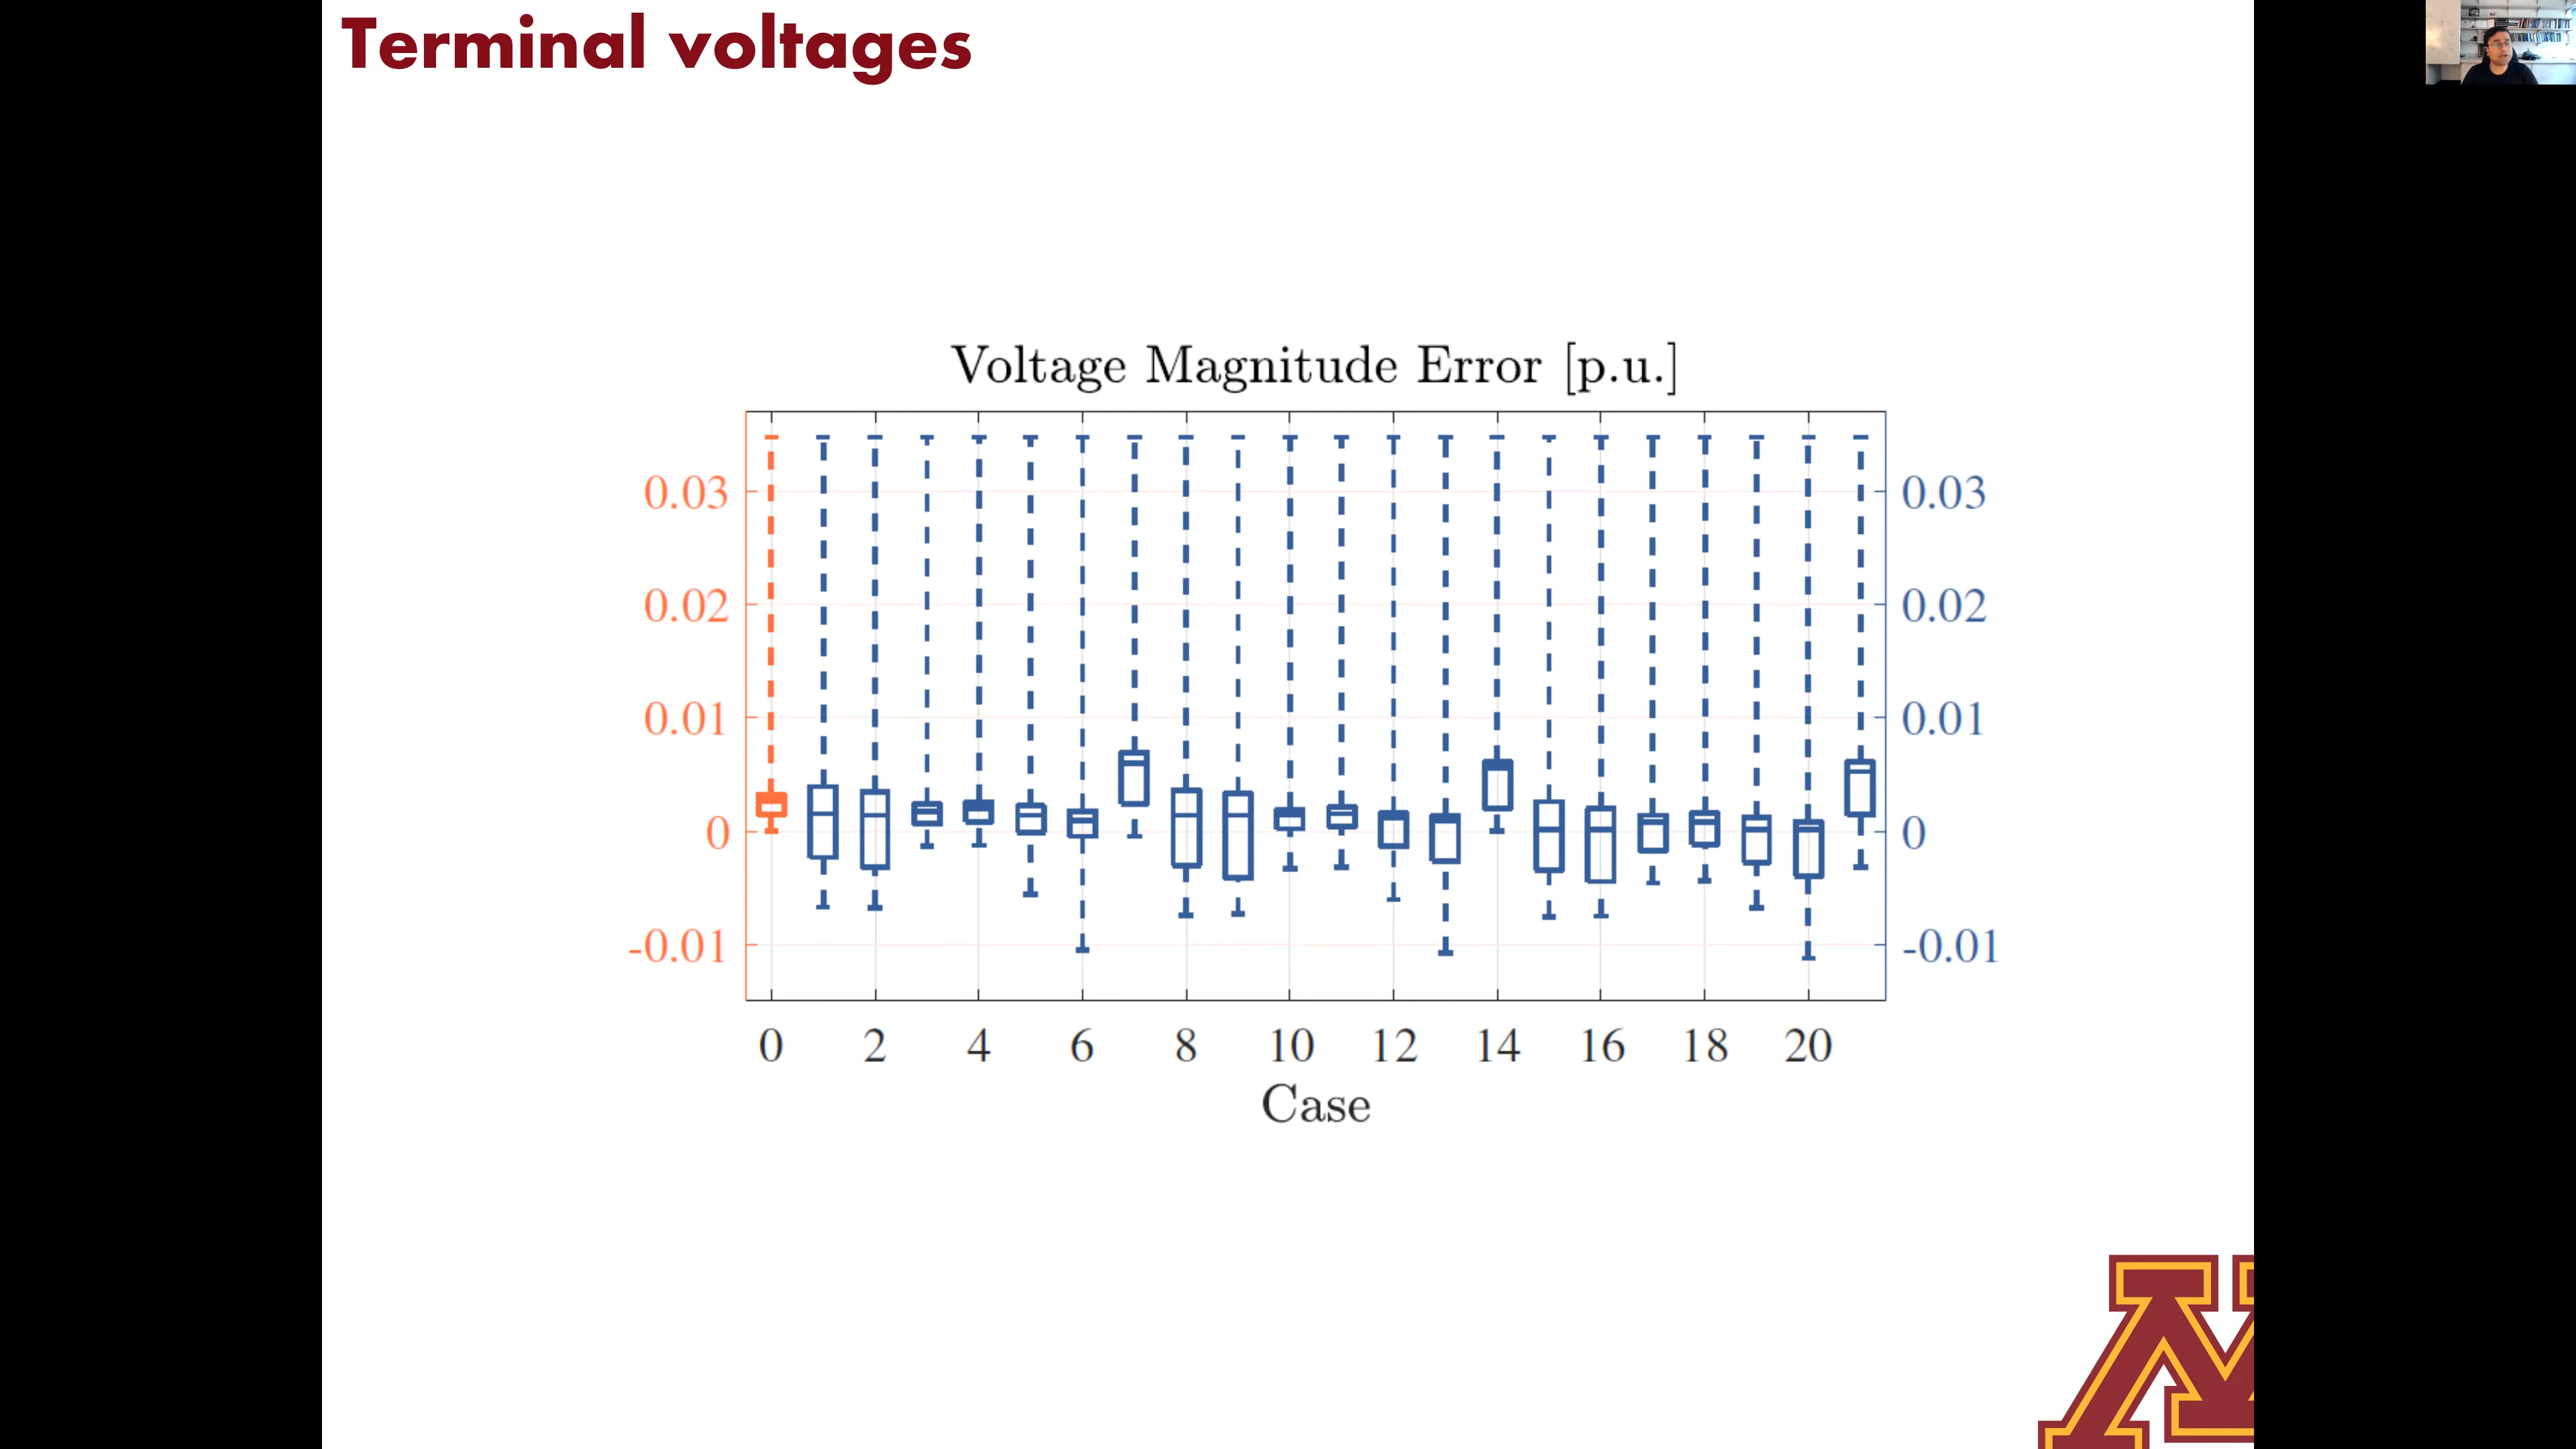 Terminal voltages
Voltage Magnitude Error [p.u.]
0.03 0.03
0.02 0.02
0.01 0.01
0 0
-0.01 -0.01
0 2 4 6 8 10 12 14 16 18 20
Case
M